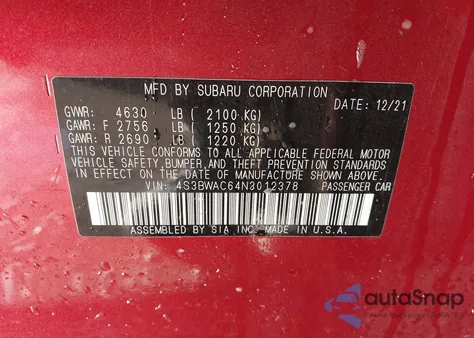 MFD BY SUBARU CORPORATION
GVWR: 4630 LB ( 2100 KG) DATE: 12/21
GAWR: F 2756 LB ( 1250 KG)
GAWR: R 2690 LB ( 1220 KG)
THIS VEHICLE CONFORMS TO ALL APPLICABLE FEDERAL MOTOR
VEHICLE SAFETY, BUMPER, AND THEFT PREVENTION STANDARDS
IN EFFECT ON THE DATE OF MANUFACTURE SHOWN ABOVE.
VIN: 4S3BWAC64N3012378 PASSENGER CAR
ASSEMBLED BY SIA INC. MADE IN U.S.A.
autoSnap